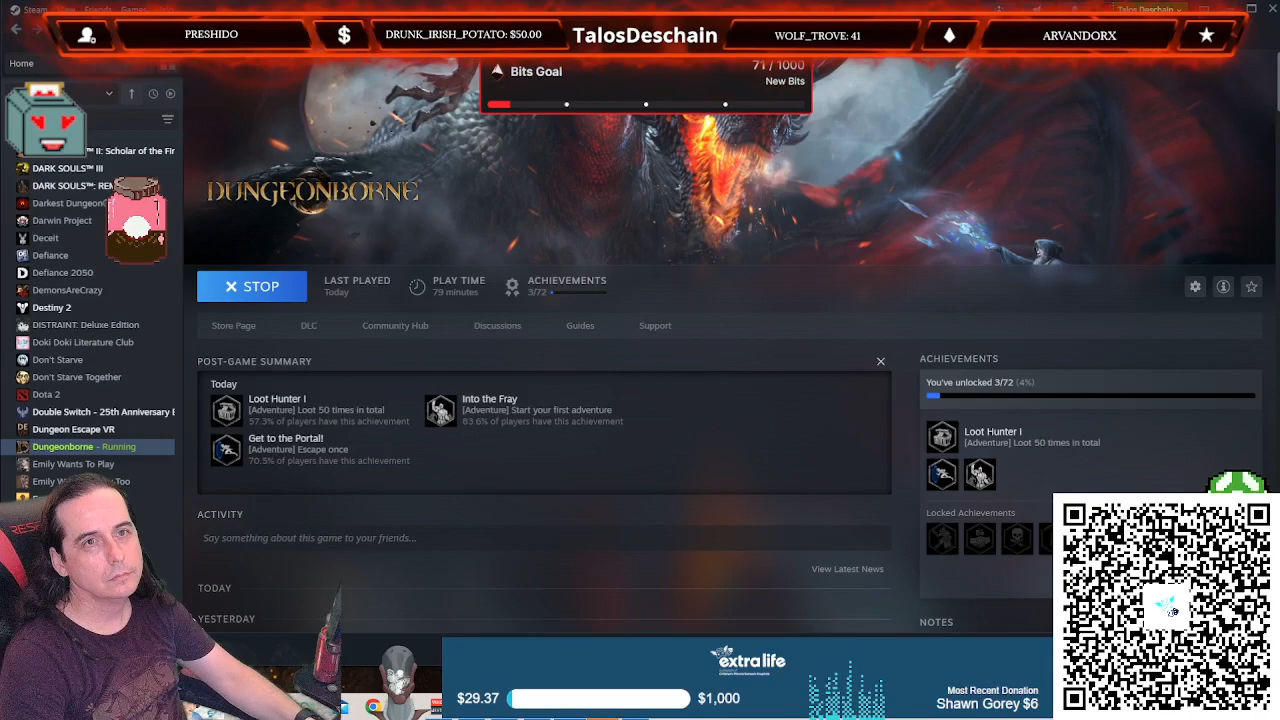 Steam
Talos Deschain
PRESHIDO
$
DRUNK_IRISH_POTATO: $50.00
TalosDeschain
WOLF_TROVE: 41
ARVANDORX
Home
Bits Goal
71 / 1000
New Bits
™ II: Scholar of the Fir
DARK SOULS™ III
DARK SOULS™: REM
Darkest Dungeon
Darwin Project
Deceit
Defiance
Defiance 2050
DemonsAreCrazy
Destiny 2
DISTRAINT: Deluxe Edition
Doki Doki Literature Club
Don't Starve
Don't Starve Together
Dota 2
Double Switch - 25th Anniversary E
Dungeon Escape VR
Dungeonborne - Running
Emily Wants To Play
Too
DUNGEONBORNE
STOP
LAST PLAYED
Today
PLAY TIME
79 minutes
ACHIEVEMENTS
3/72
Store Page
DLC
Community Hub
Discussions
Guides
Support
POST-GAME SUMMARY
Today
Loot Hunter I
[Adventure] Loot 50 times in total
57.3% of players have this achievement
Into the Fray
[Adventure] Start your first adventure
83.6% of players have this achievement
Get to the Portal!
[Adventure] Escape once
70.5% of players have this achievement
ACTIVITY
Say something about this game to your friends...
View Latest News
TODAY
YESTERDAY
ACHIEVEMENTS
You've unlocked 3/72 (4%)
Loot Hunter I
[Adventure] Loot 50 times in total
Locked Achievements
NOTES
extralife
$29.37
$1,000
Most Recent Donation
Shawn Gorey $6